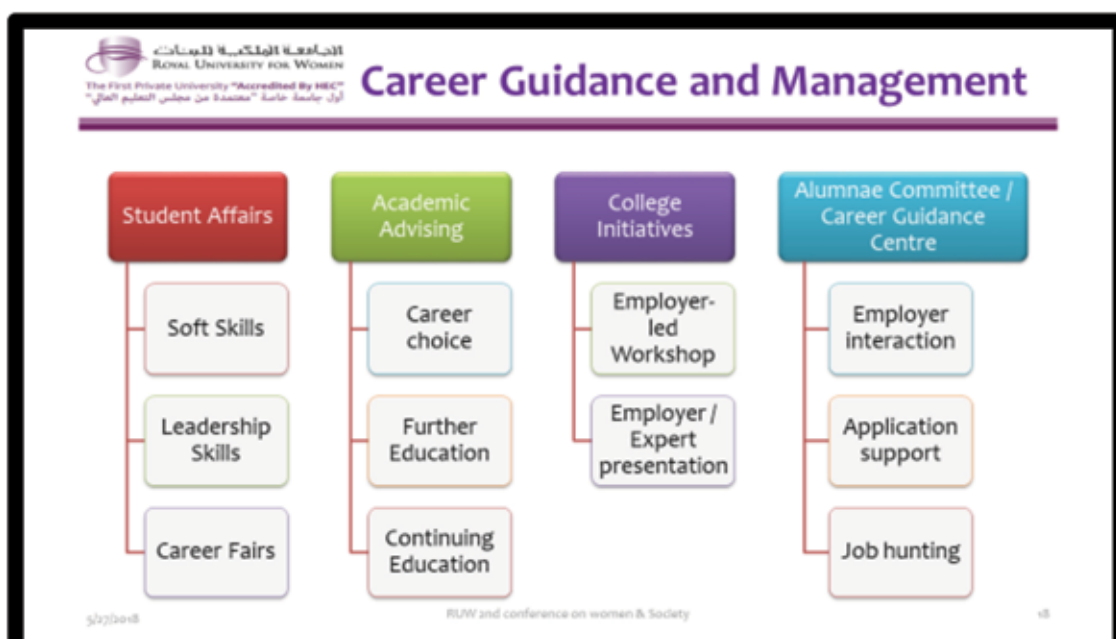 الجامعة الملكية للبنات
ROYAL UNIVERSITY FOR WOMEN
The First Private University "Accredited By HEC"
أول جامعة خاصة "معتمدة من مجلس التعليم العالي"
Career Guidance and Management
Student Affairs
Soft Skills
Leadership
Skills
Career Fairs
Academic
Advising
Career
choice
Further
Education
Continuing
Education
College
Initiatives
Employer-
led
Workshop
Employer /
Expert
presentation
Alumnae Committee /
Career Guidance
Centre
Employer
interaction
Application
support
Job hunting
5/27/2018
RUW and conference on women & Society
18